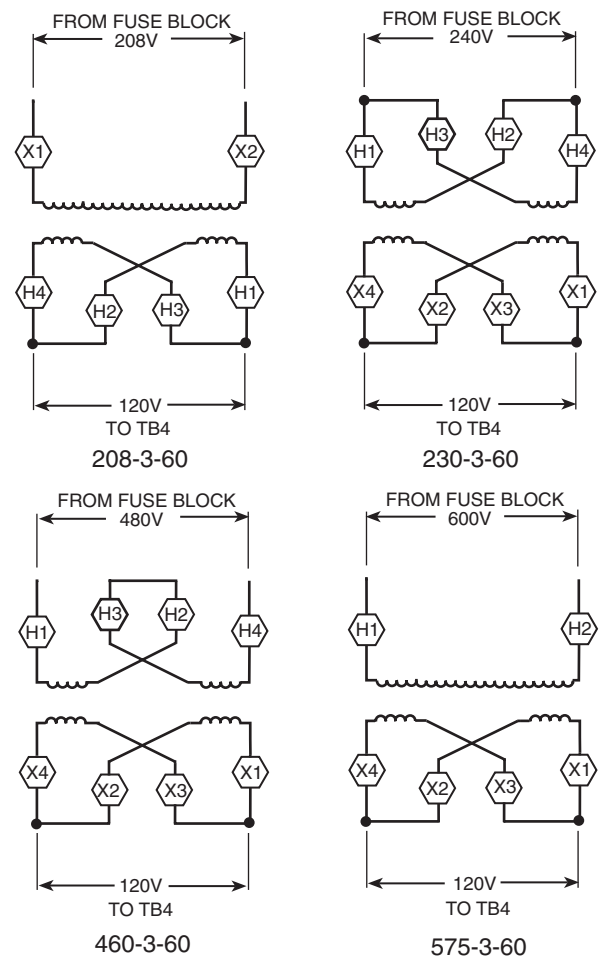 FROM FUSE BLOCK
208V
X1
X2
H4
H2
H3
H1
120V
TO TB4
208-3-60
FROM FUSE BLOCK
240V
H1
H3
H2
H4
X4
X2
X3
X1
120V
TO TB4
230-3-60
FROM FUSE BLOCK
480V
H1
H3
H2
H4
X4
X2
X3
X1
120V
TO TB4
460-3-60
FROM FUSE BLOCK
600V
H1
H2
X4
X2
X3
X1
120V
TO TB4
575-3-60